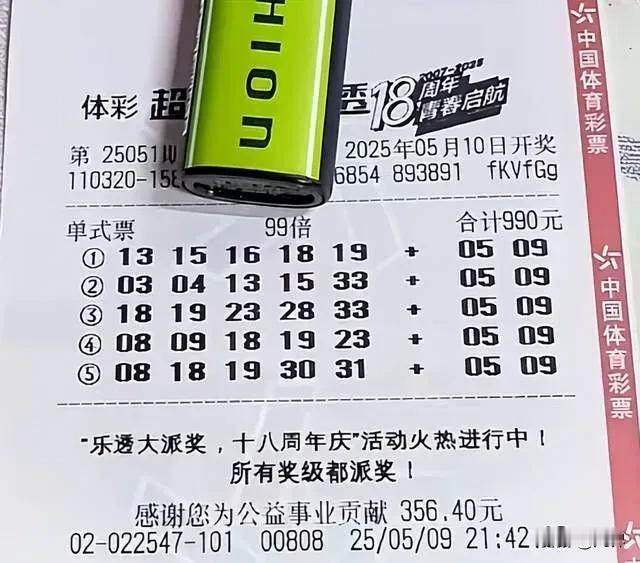 体彩 超 透 18周年
2007-2025
青春启航
第 25051 2025年05月10日开奖
110320-158 6854 893891 fKVfGg
单式票 99倍 合计990元
① 13 15 16 18 19 + 05 09
② 03 04 13 15 33 + 05 09
③ 18 19 23 28 33 + 05 09
④ 08 09 18 19 23 + 05 09
⑤ 08 18 19 30 31 + 05 09
“乐透大派奖，十八周年庆”活动火热进行中！
所有奖级都派奖！
感谢您为公益事业贡献 356.40元
02-022547-101 00808 25/05/09 21:42
中国体育彩票
中国体育彩票
HION